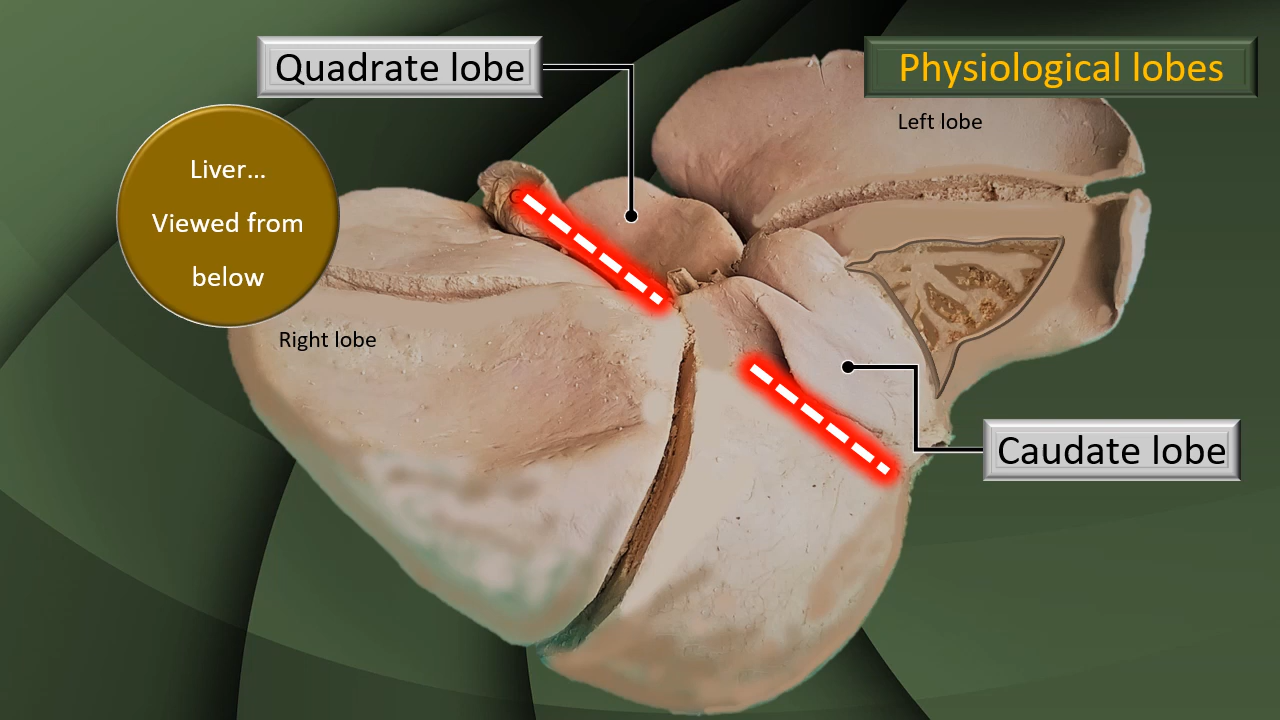 Quadrate lobe
Physiological lobes
Left lobe
Liver...
Viewed from
below
Right lobe
Caudate lobe